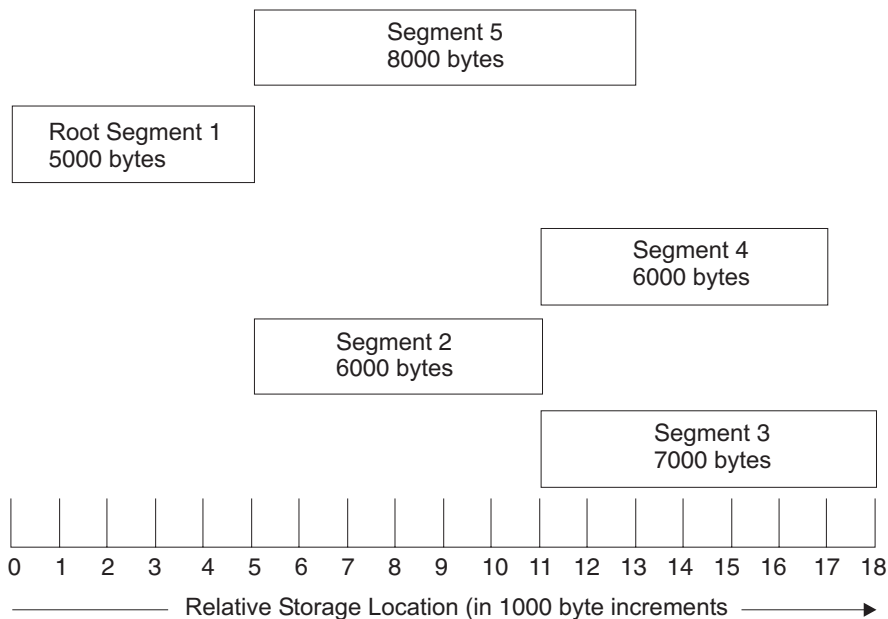 Segment 5
8000 bytes
Root Segment 1
5000 bytes
Segment 4
6000 bytes
Segment 2
6000 bytes
Segment 3
7000 bytes
0 1 2 3 4 5 6 7 8 9 10 11 12 13 14 15 16 17 18
Relative Storage Location (in 1000 byte increments